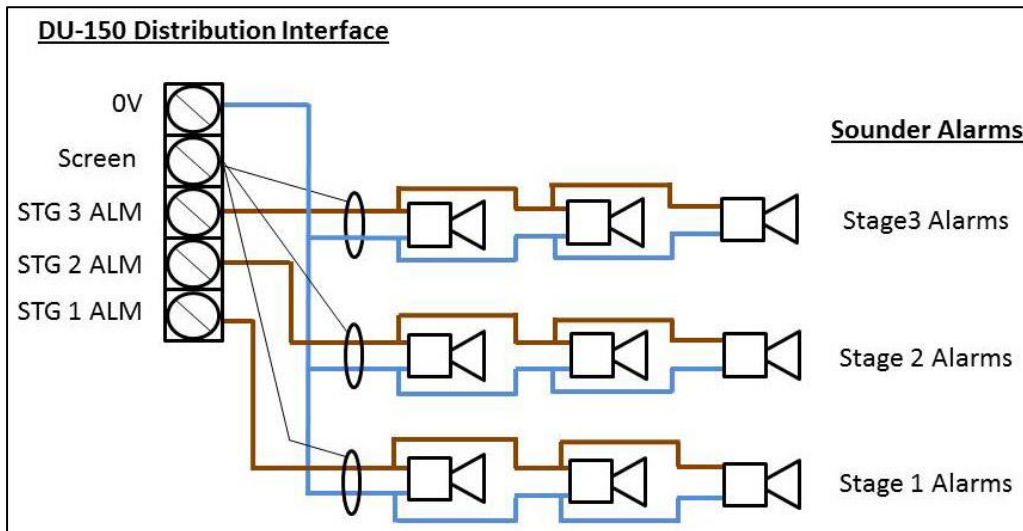 DU-150 Distribution Interface
0V
Screen
STG 3 ALM
STG 2 ALM
STG 1 ALM
Sounder Alarms
Stage3 Alarms
Stage 2 Alarms
Stage 1 Alarms